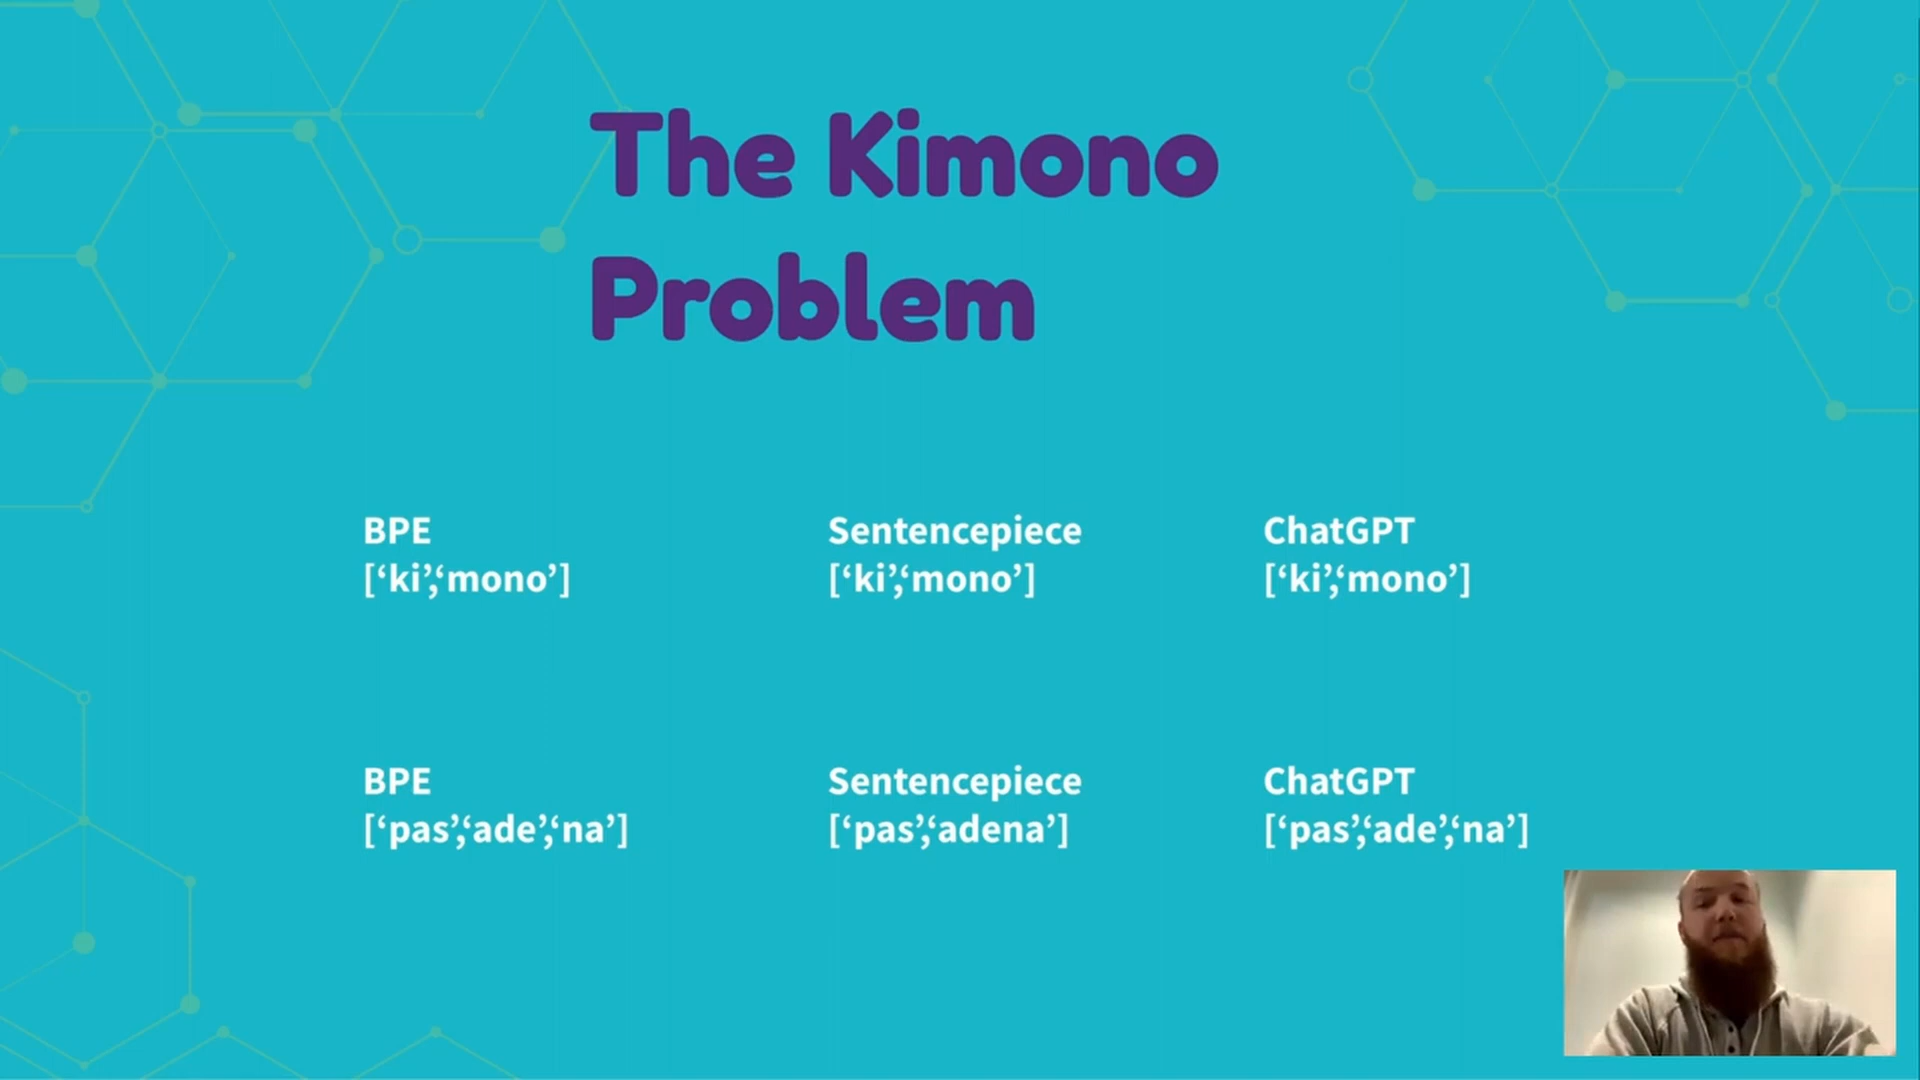 The Kimono
Problem
BPE
[‘ki’,‘mono’]
Sentencepiece
[‘ki’,‘mono’]
ChatGPT
[‘ki’,‘mono’]
BPE
[‘pas’,‘ade’,‘na’]
Sentencepiece
[‘pas’,‘adena’]
ChatGPT
[‘pas’,‘ade’,‘na’]